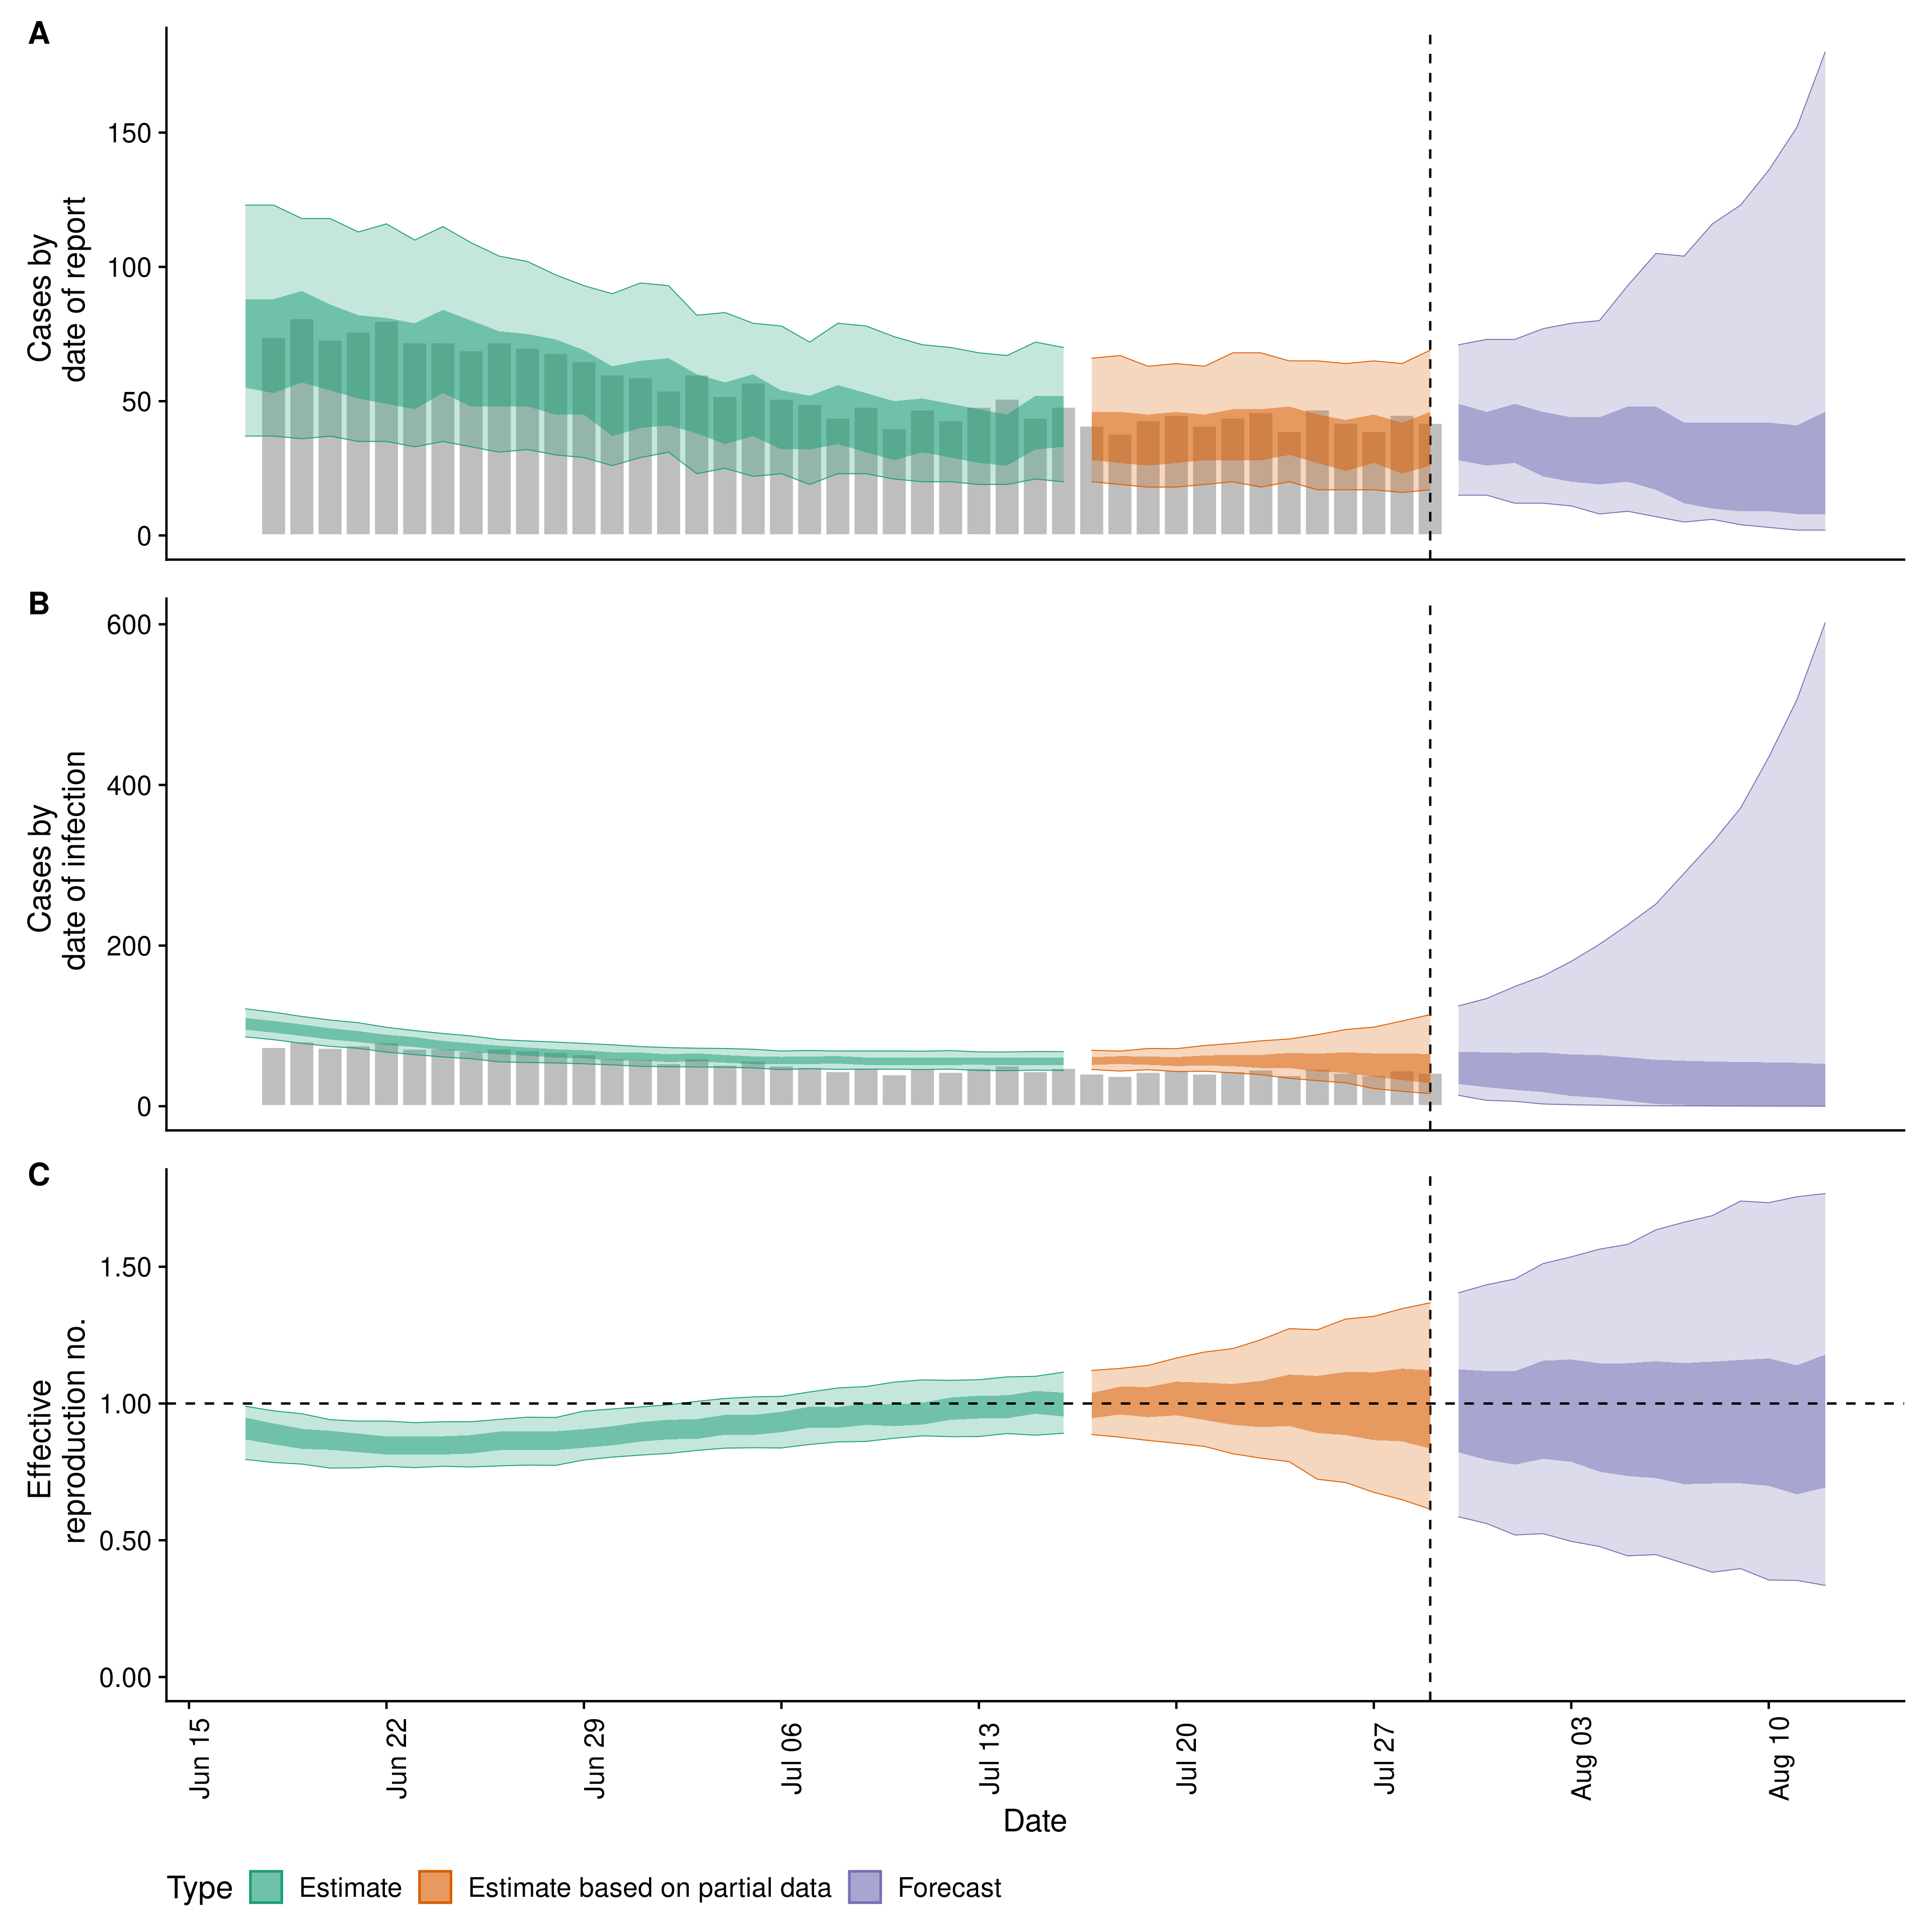 A
Cases by
date of report
150
100
50
0
B
Cases by
date of infection
600
400
200
0
C
Effective
reproduction no.
1.50
1.00
0.50
0.00
Jun 15
Jun 22
Jun 29
Jul 06
Jul 13
Jul 20
Jul 27
Aug 03
Aug 10
Date
Type Estimate Estimate based on partial data Forecast